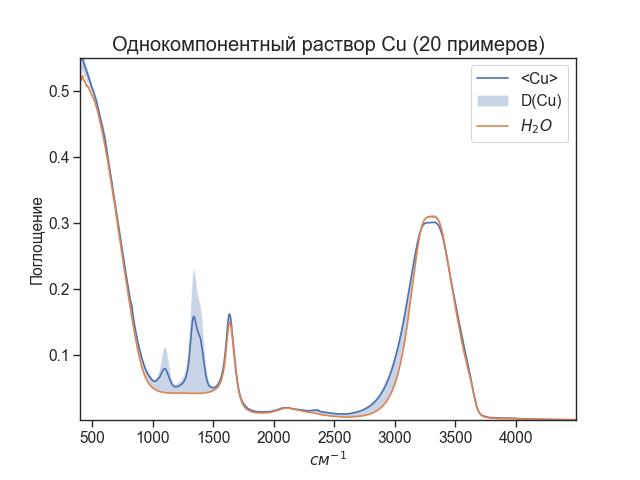 Однокомпонентный раствор Cu (20 примеров)
<Cu>
D(Cu)
H₂O
Поглощение
0.5
0.4
0.3
0.2
0.1
500 1000 1500 2000 2500 3000 3500 4000
см⁻¹